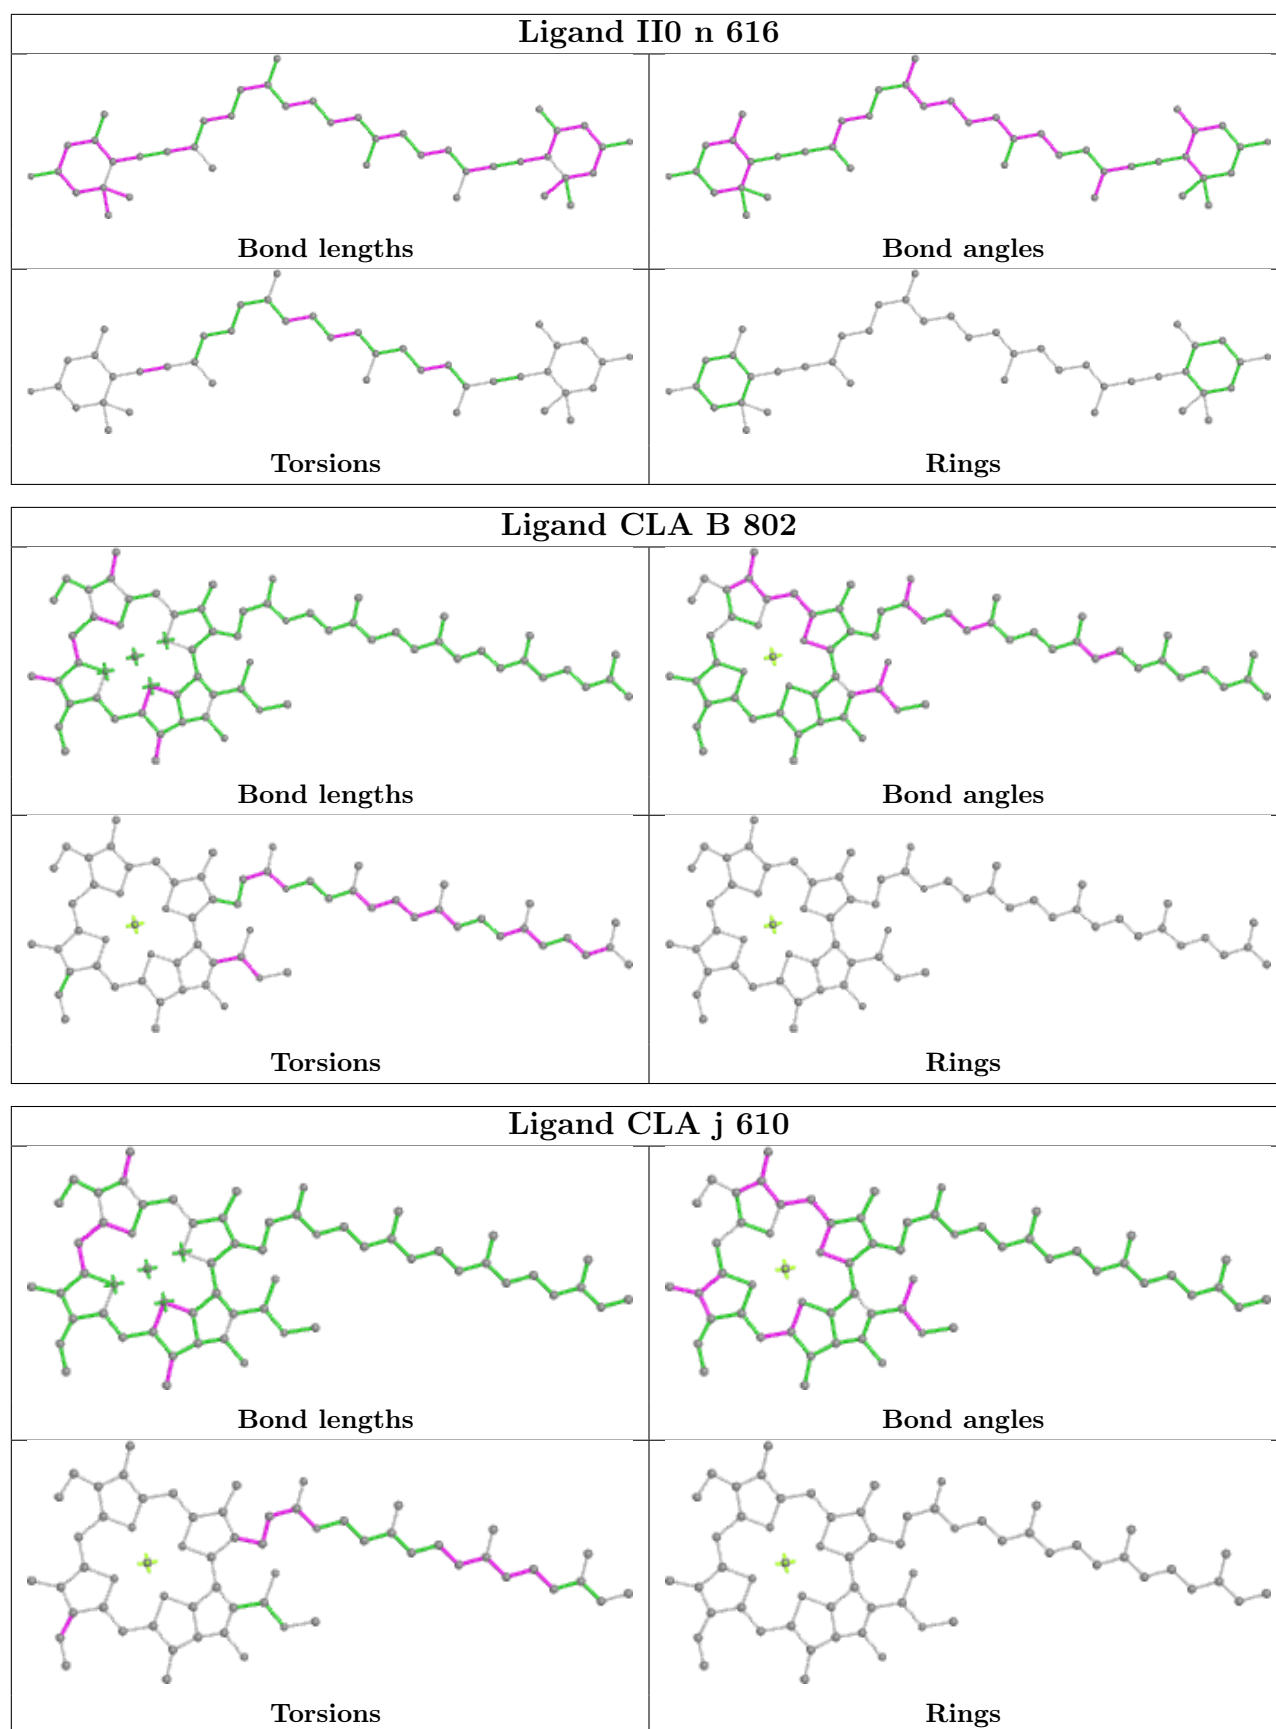 Ligand II0 n 616
Bond lengths
Bond angles
Torsions
Rings
Ligand CLA B 802
Bond lengths
Bond angles
Torsions
Rings
Ligand CLA j 610
Bond lengths
Bond angles
Torsions
Rings